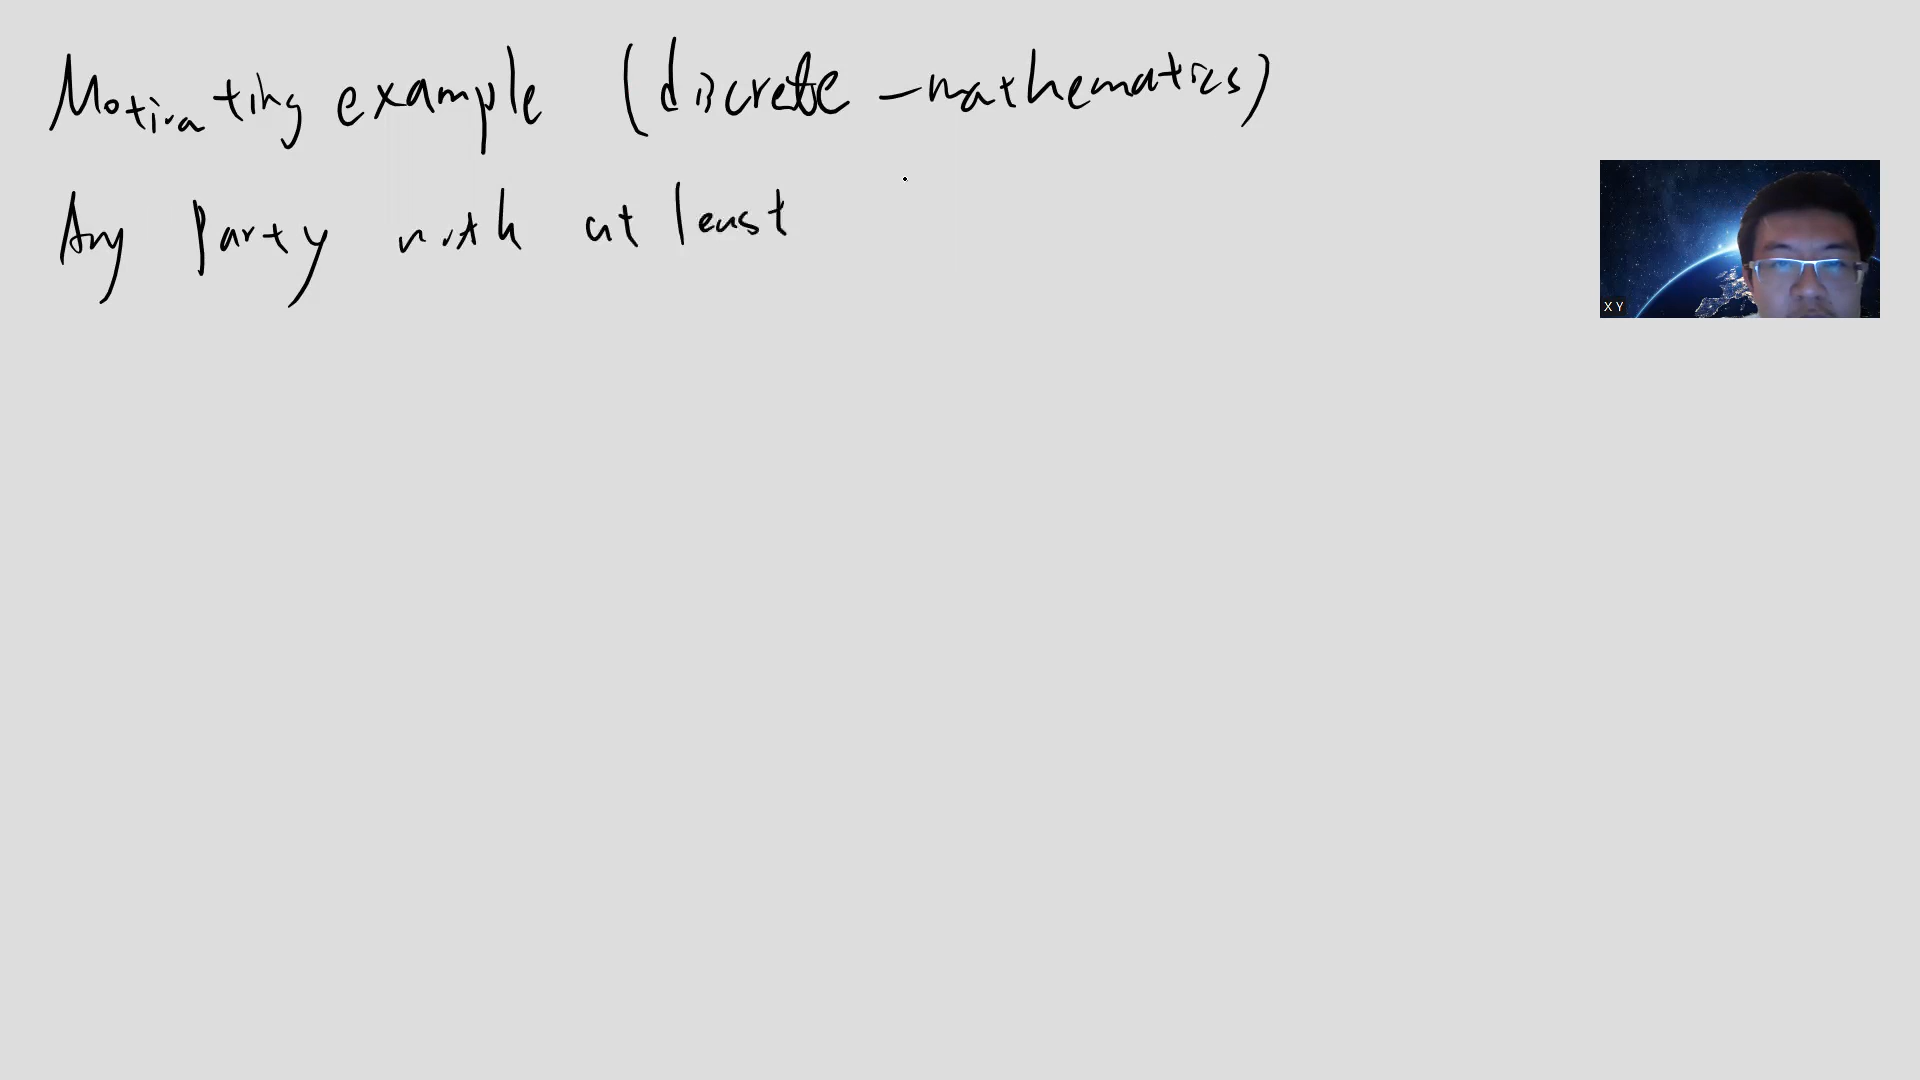 Motivating example (discrete - mathematics)
Any Party with at least
X Y